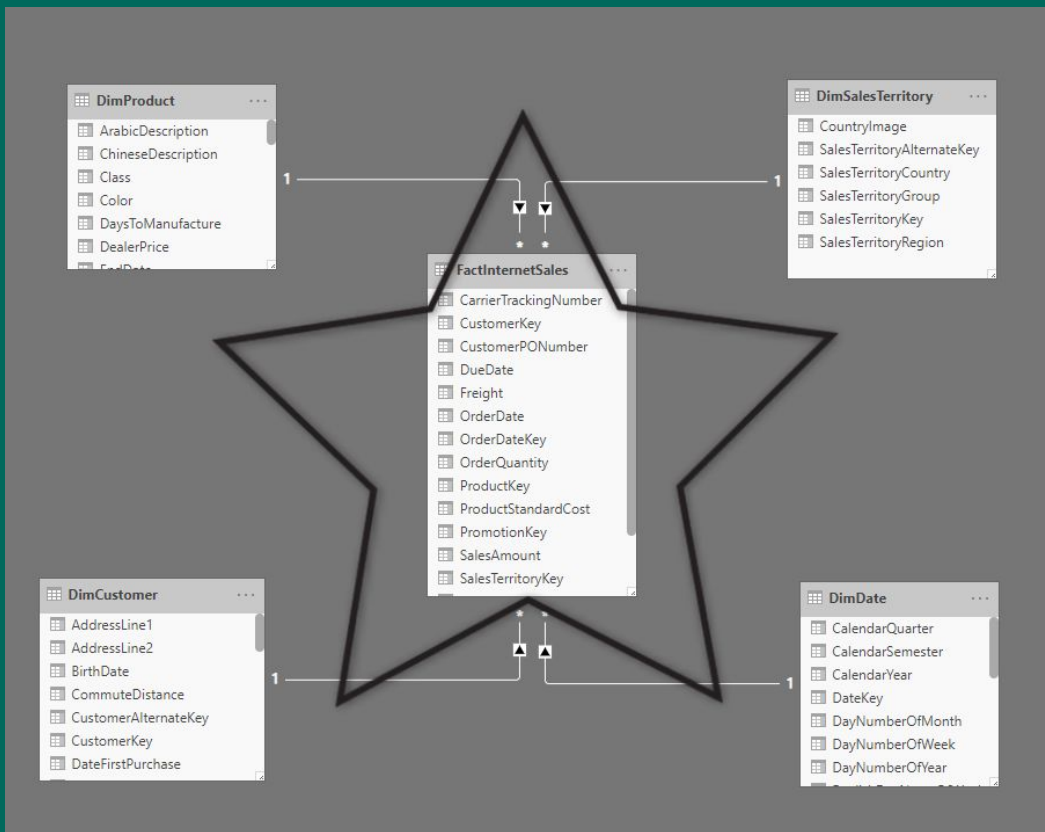 DimProduct
ArabicDescription
ChineseDescription
Class
Color
DaysToManufacture
DealerPrice
EndDate
1
DimSalesTerritory
CountryImage
SalesTerritoryAlternateKey
SalesTerritoryCountry
SalesTerritoryGroup
SalesTerritoryKey
SalesTerritoryRegion
1
* *
FactInternetSales
CarrierTrackingNumber
CustomerKey
CustomerPONumber
DueDate
Freight
OrderDate
OrderDateKey
OrderQuantity
ProductKey
ProductStandardCost
PromotionKey
SalesAmount
SalesTerritoryKey
* *
DimCustomer
AddressLine1
AddressLine2
BirthDate
CommuteDistance
CustomerAlternateKey
CustomerKey
DateFirstPurchase
1
DimDate
CalendarQuarter
CalendarSemester
CalendarYear
DateKey
DayNumberOfMonth
DayNumberOfWeek
DayNumberOfYear
1